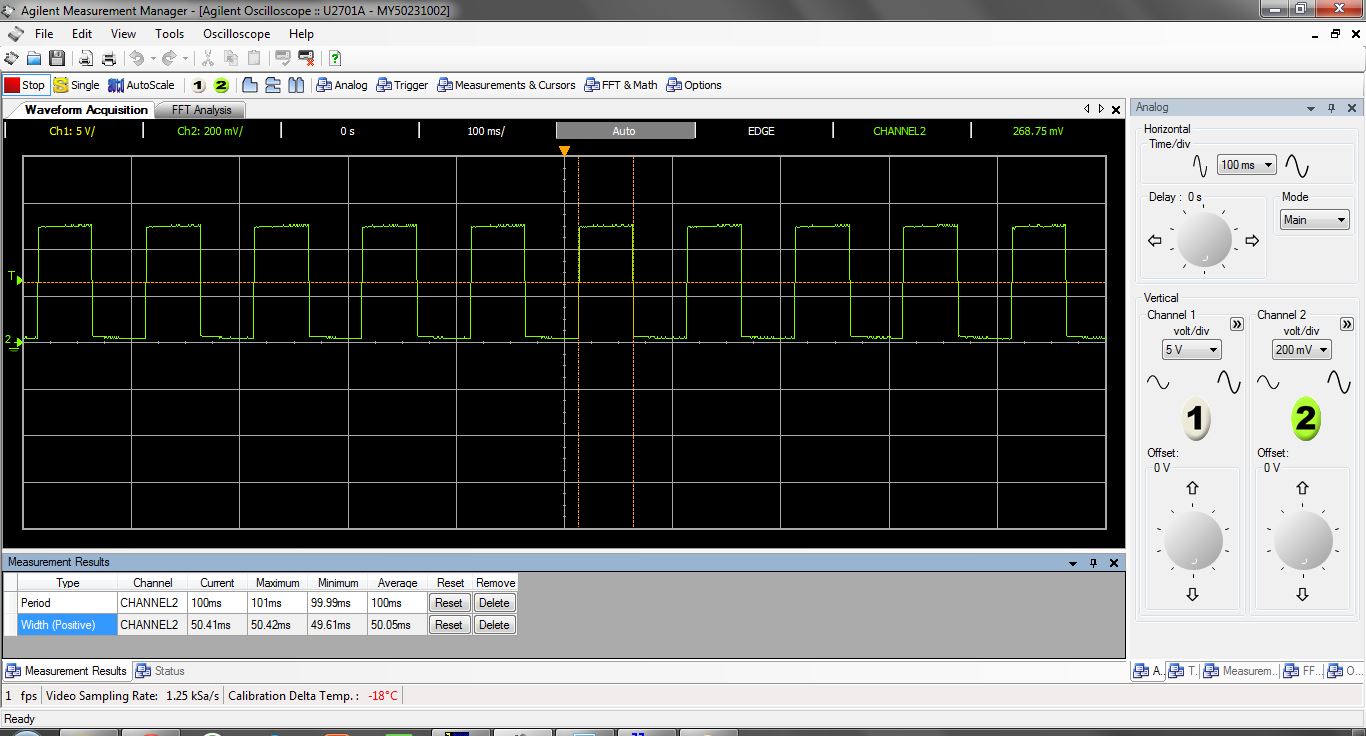 Agilent Measurement Manager - [Agilent Oscilloscope :: U2701A - MY50231002]
File Edit View Tools Oscilloscope Help
Stop Single AutoScale 1 2 Analog Trigger Measurements & Cursors FFT & Math Options
Waveform Acquisition FFT Analysis
Ch1: 5 V/ Ch2: 200 mV/ 0 s 100 ms/ Auto EDGE CHANNEL2 268.75 mV
T
2
Analog
Horizontal
Time/div
100 ms
Delay : 0 s Mode
Main
Vertical
Channel 1 Channel 2
volt/div volt/div
5 V 200 mV
1 2
Offset: Offset:
0 V 0 V
Measurement Results
Type Channel Current Maximum Minimum Average Reset Remove
Period CHANNEL2 100ms 101ms 99.99ms 100ms Reset Delete
Width (Positive) CHANNEL2 50.41ms 50.42ms 49.61ms 50.05ms Reset Delete
Measurement Results Status
A.. T.. Measurem... FF... O...
1 fps Video Sampling Rate: 1.25 kSa/s Calibration Delta Temp. : -18°C
Ready